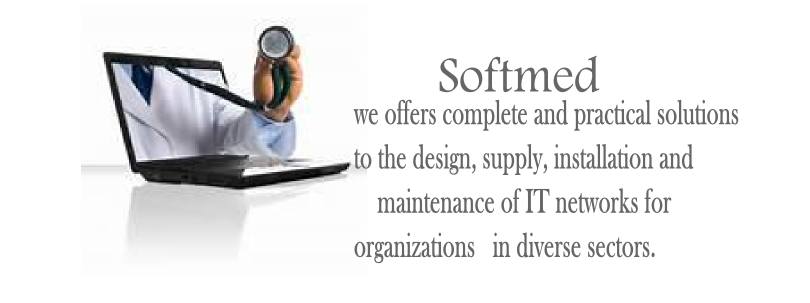 Softmed
we offers complete and practical solutions
to the design, supply, installation and
maintenance of IT networks for
organizations in diverse sectors.